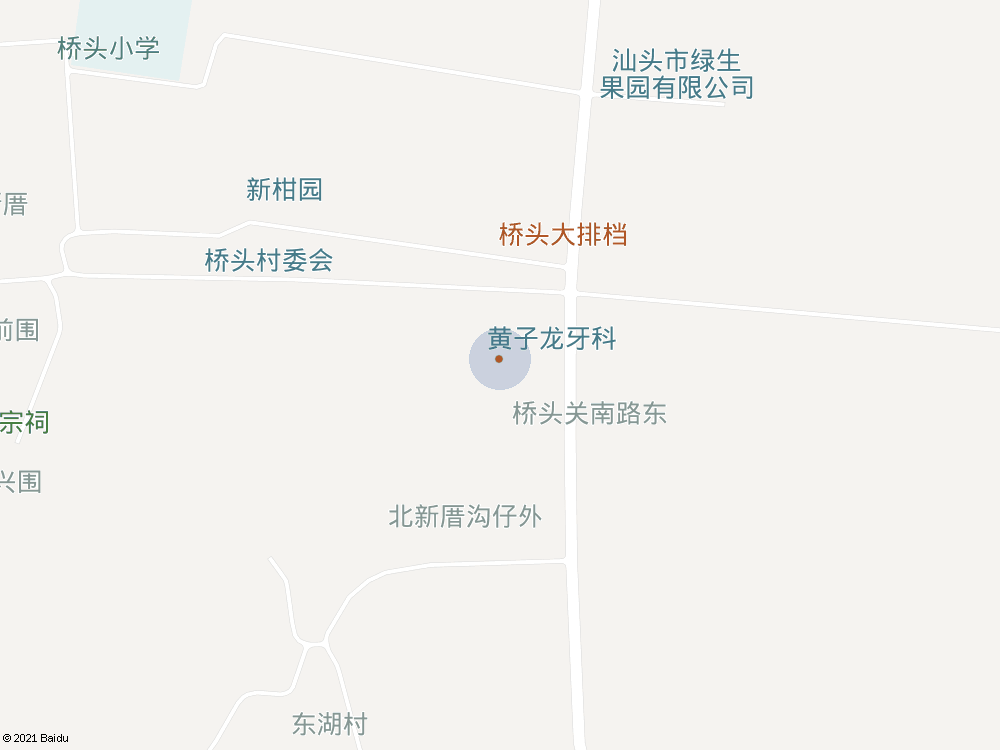 桥头小学
汕头市绿生
果园有限公司
新柑园
厝
桥头大排档
桥头村委会
前围
黄子龙牙科
桥头关南路东
宗祠
兴围
北新厝沟仔外
东湖村
© 2021 Baidu